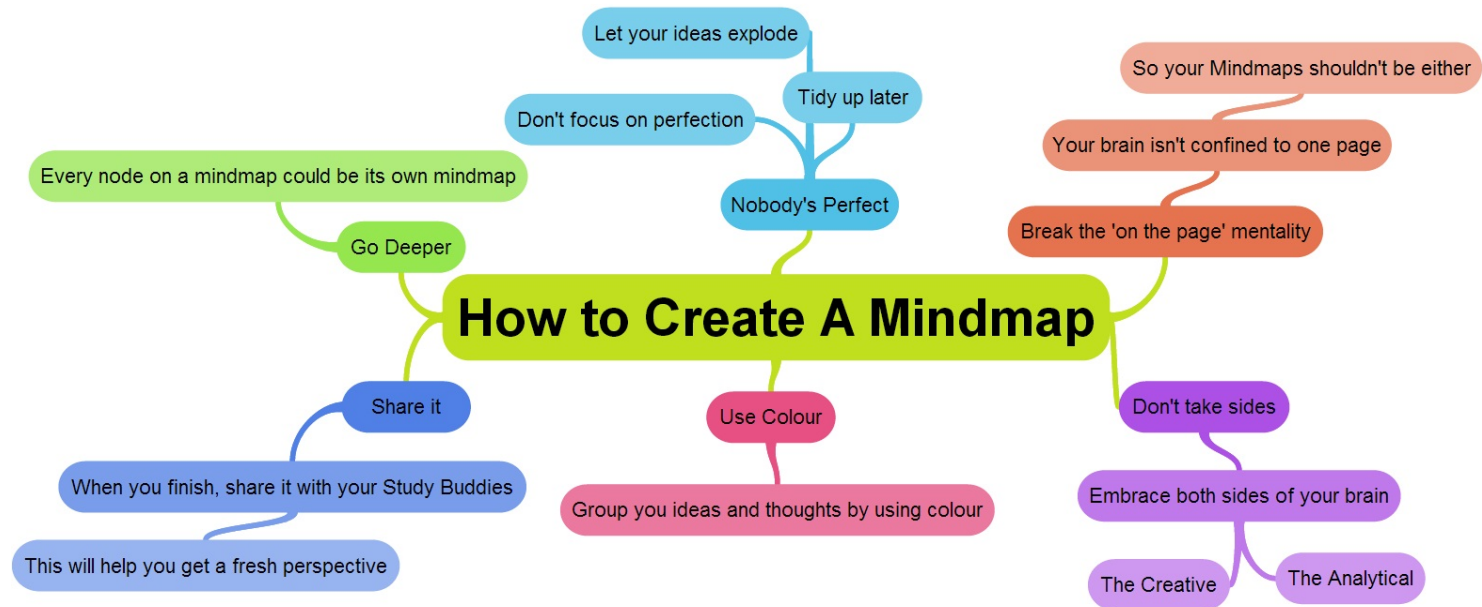 How to Create A Mindmap
Nobody's Perfect
Let your ideas explode
Tidy up later
Don't focus on perfection
Break the 'on the page' mentality
Your brain isn't confined to one page
So your Mindmaps shouldn't be either
Don't take sides
Embrace both sides of your brain
The Creative
The Analytical
Use Colour
Group you ideas and thoughts by using colour
Share it
When you finish, share it with your Study Buddies
This will help you get a fresh perspective
Go Deeper
Every node on a mindmap could be its own mindmap